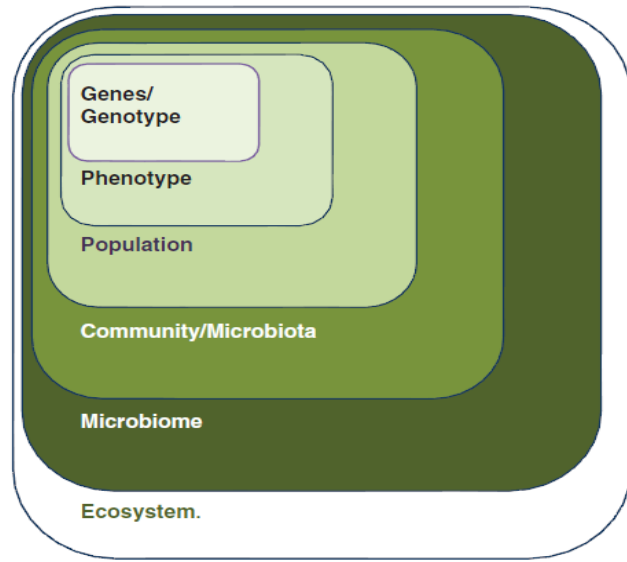 Genes/
Genotype
Phenotype
Population
Community/Microbiota
Microbiome
Ecosystem.